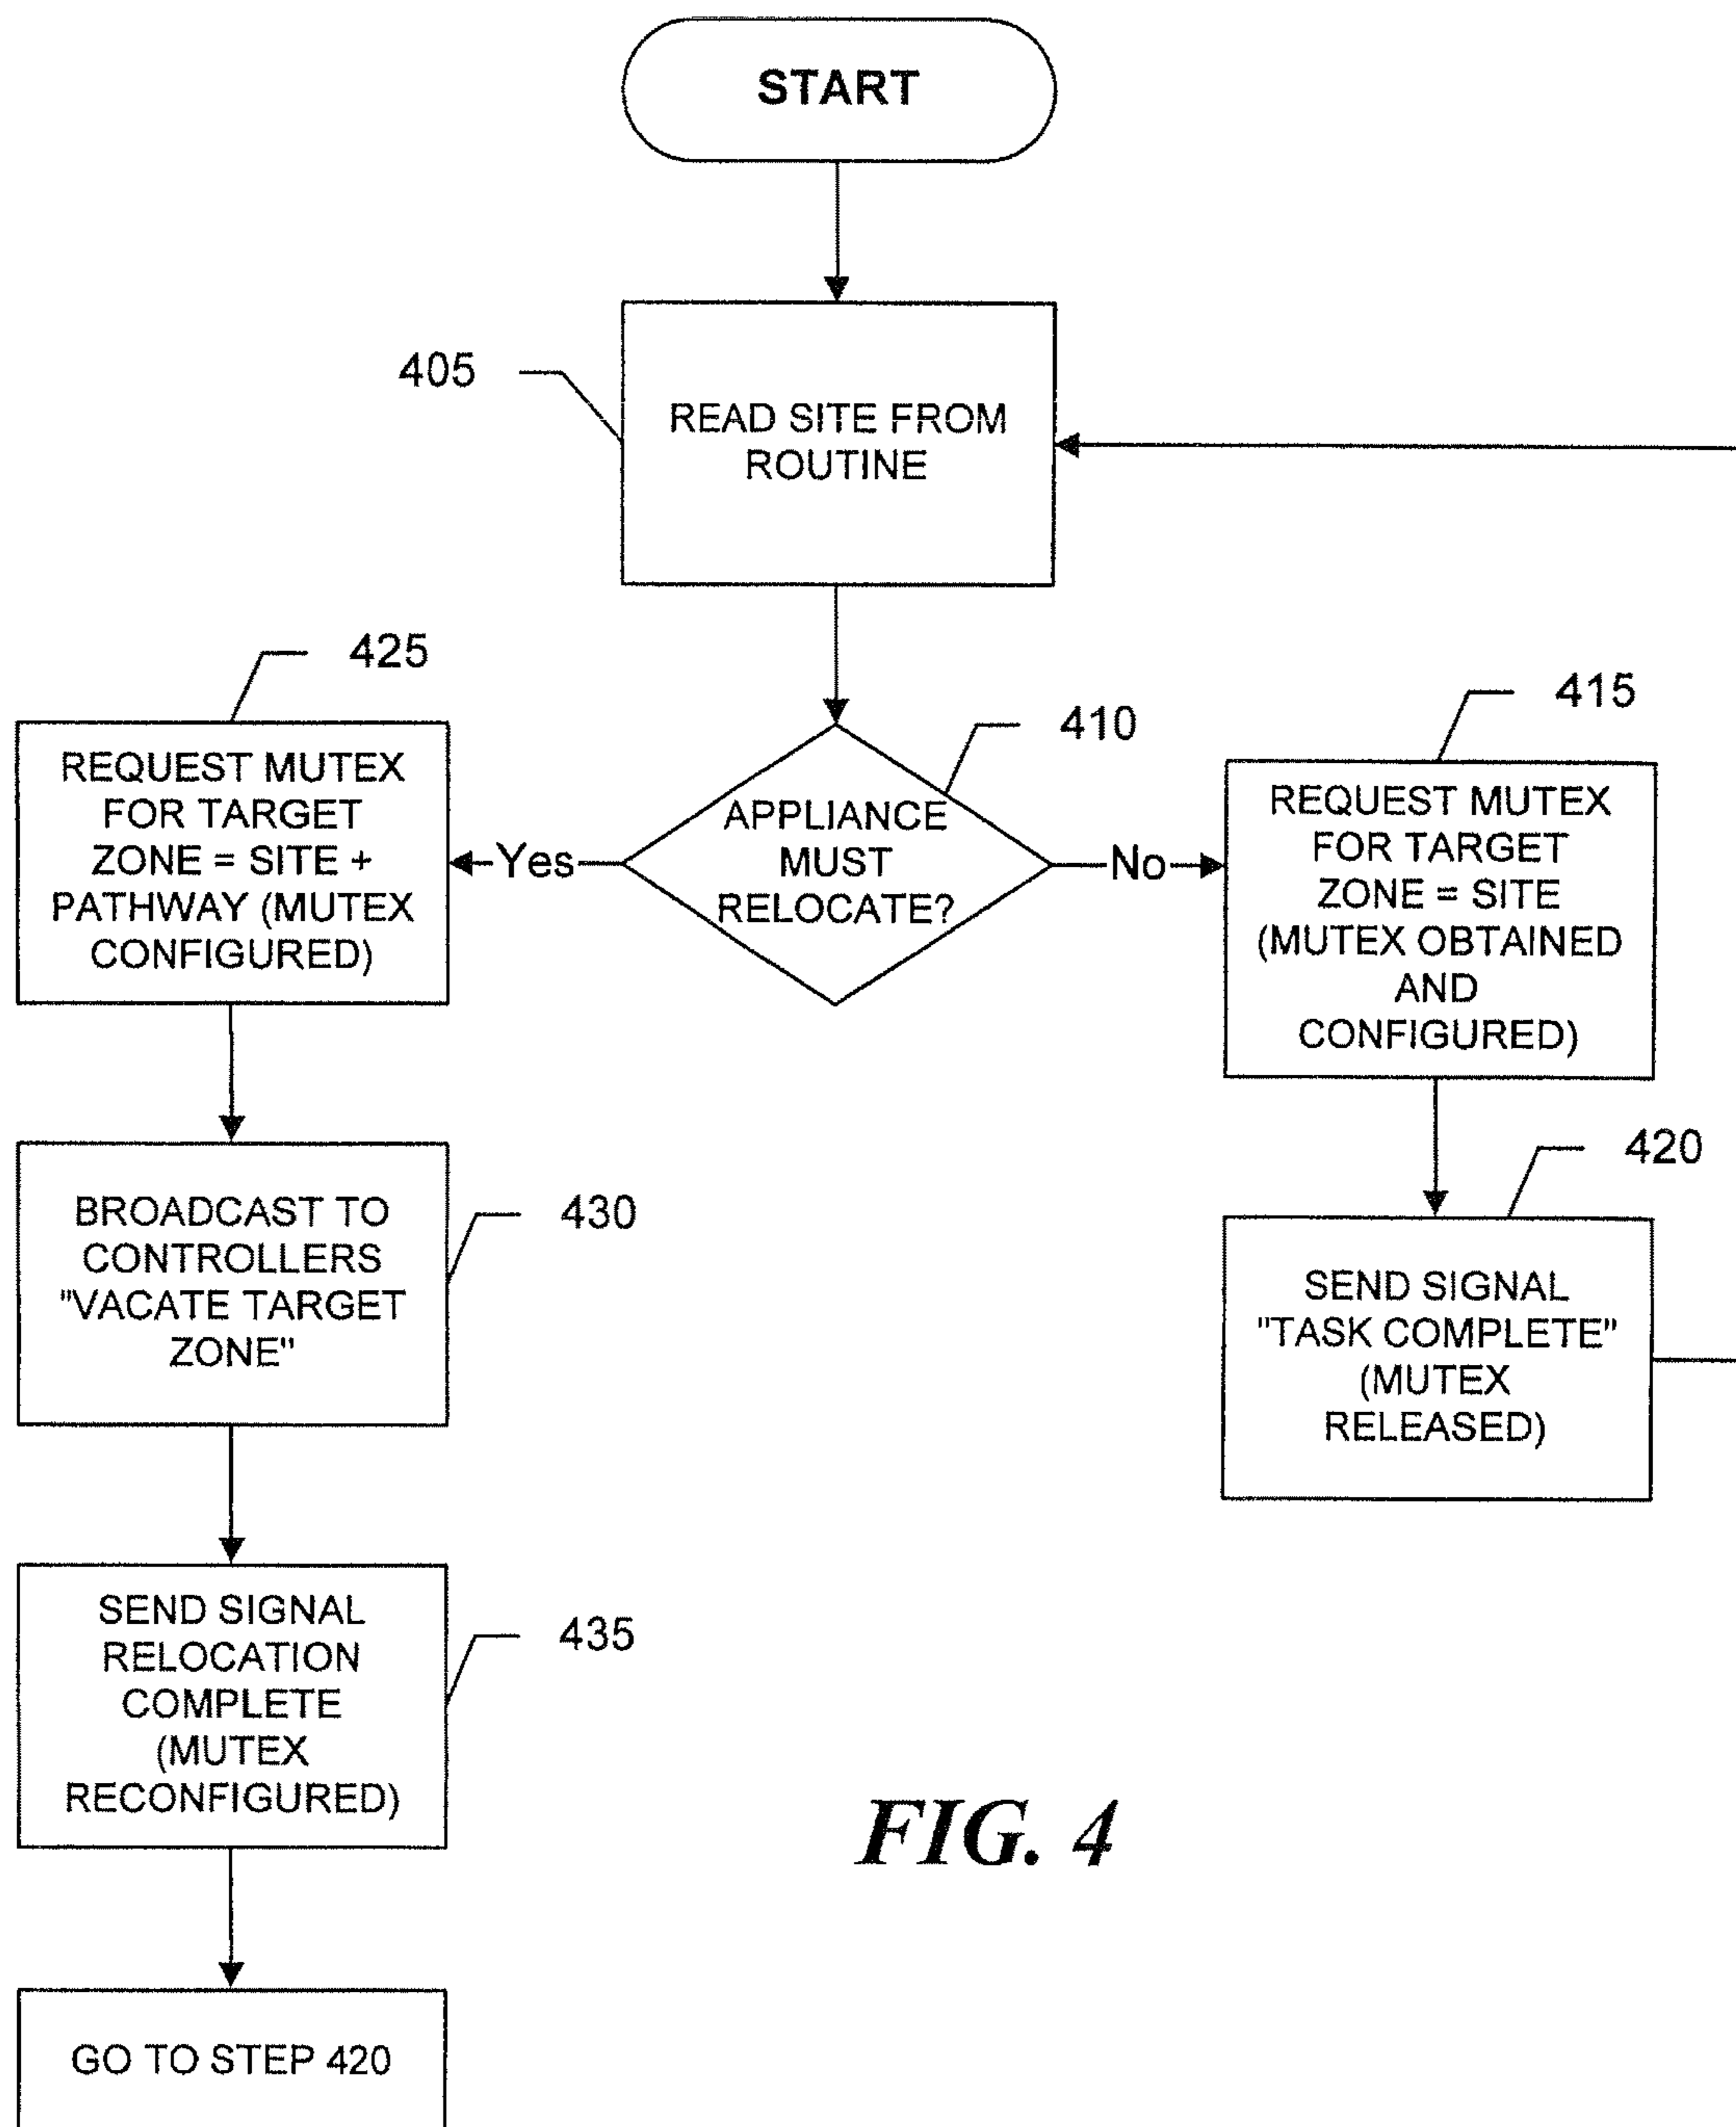 START
405
READ SITE FROM
ROUTINE
425
REQUEST MUTEX
FOR TARGET
ZONE = SITE +
PATHWAY (MUTEX
CONFIGURED)
Yes
410
APPLIANCE
MUST
RELOCATE?
No
415
REQUEST MUTEX
FOR TARGET
ZONE = SITE
(MUTEX OBTAINED
AND
CONFIGURED)
430
BROADCAST TO
CONTROLLERS
"VACATE TARGET
ZONE"
420
SEND SIGNAL
"TASK COMPLETE"
(MUTEX
RELEASED)
435
SEND SIGNAL
RELOCATION
COMPLETE
(MUTEX
RECONFIGURED)
FIG. 4
GO TO STEP 420